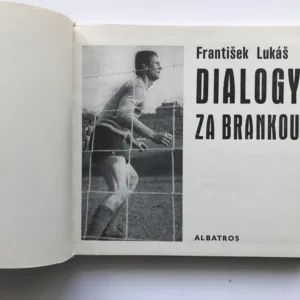 František Lukáš
DIALOGY
ZA BRANKOU
ALBATROS